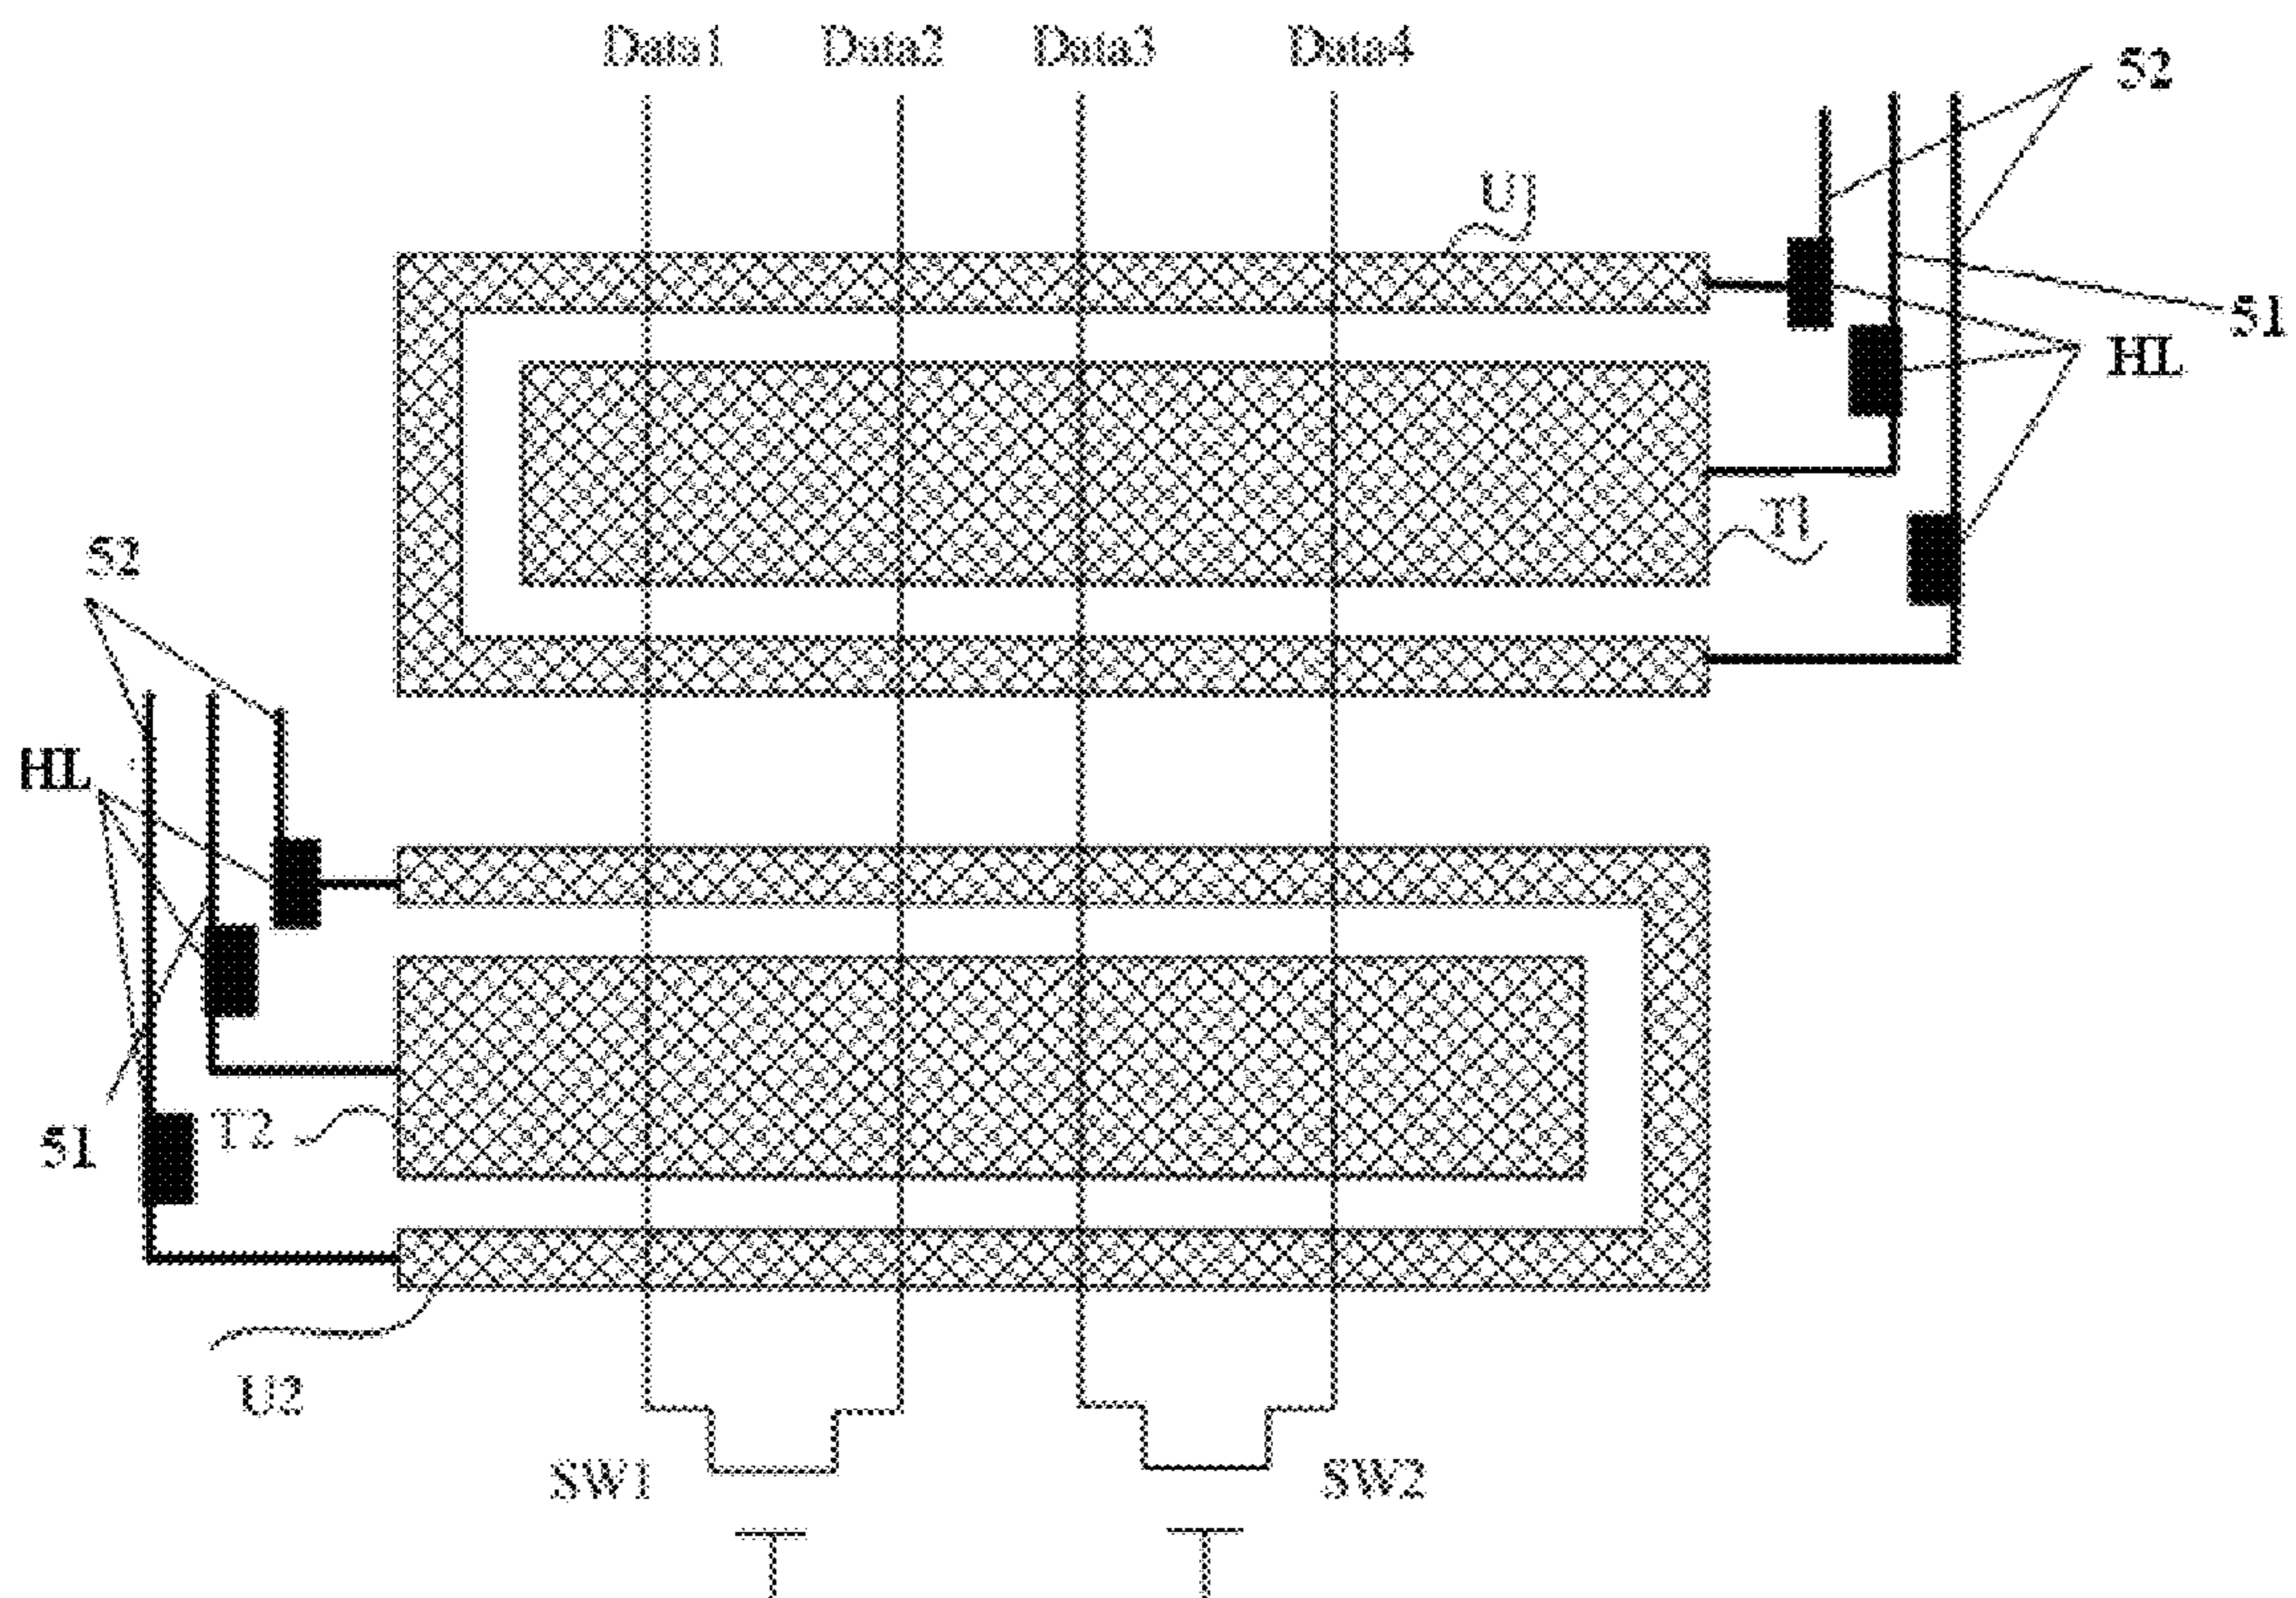 Data1 Data2 Data3 Data4
52
U1
51
HL
T1
52
HL
51
T2
U2
SW1 SW2